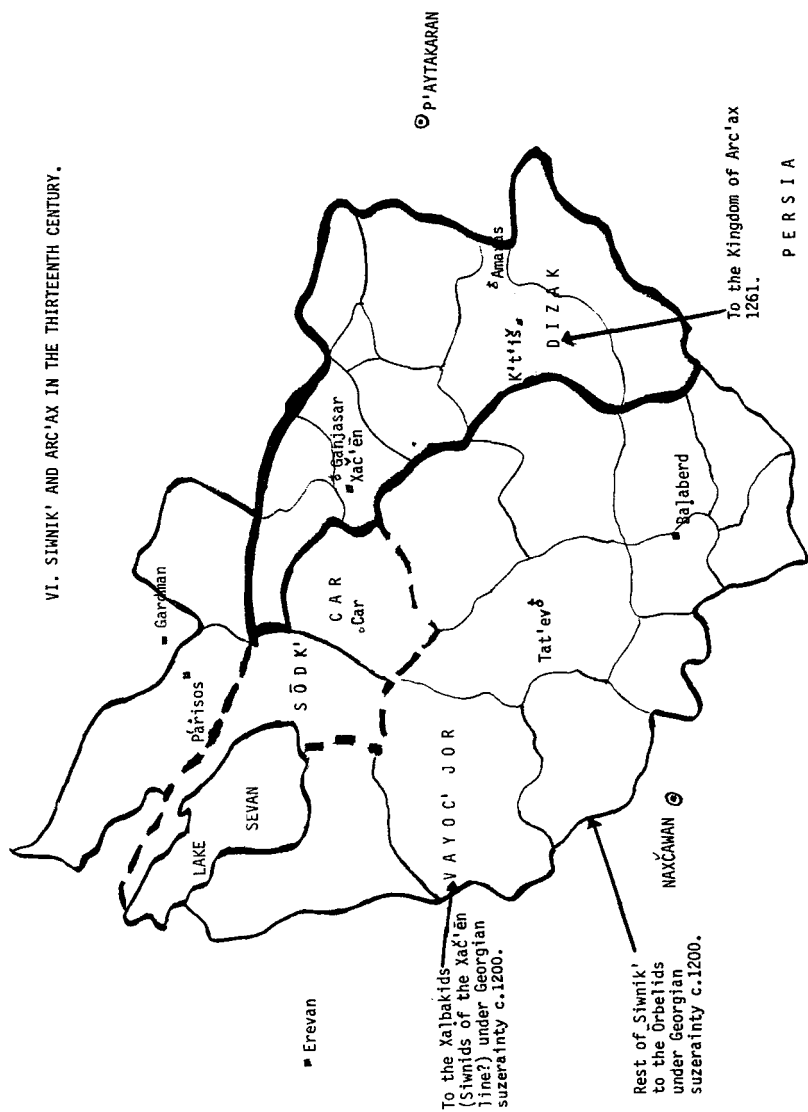 VI. SIWNIK' AND ARC'AX IN THE THIRTEENTH CENTURY.
P'AYTAKARAN
Gardman
Paṙisos
Ganjasar
Xač'ēn
CAR
Car
SŌDK'
LAKE
SEVAN
Amaras
K't'iš
DIZAK
To the Kingdom of Arc'ax
1261.
PERSIA
Erevan
VAYOC' JOR
Tat'ev
Bałaberd
NAXČAWAN
To the Xałbakids
(Siwnids of the Xač'ēn
line?) under Georgian
suzerainty c.1200.
Rest of Siwnik'
to the Orbelids
under Georgian
suzerainty c.1200.